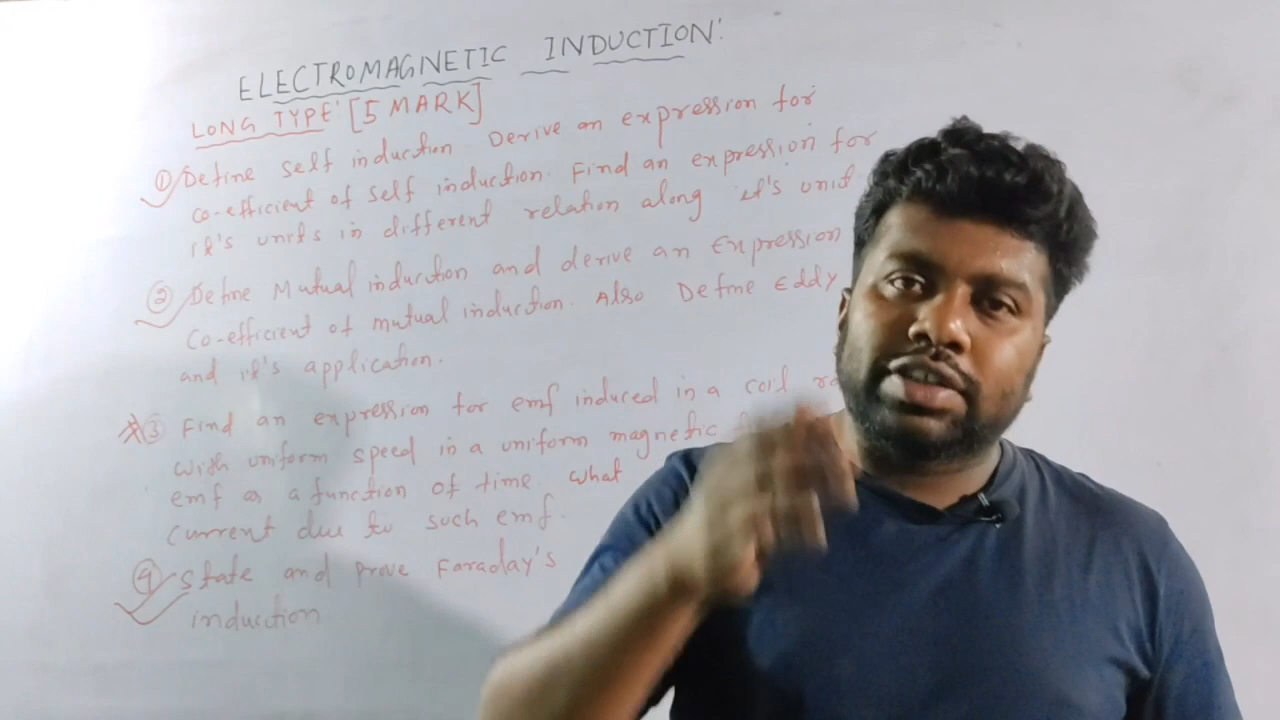 ELECTROMAGNETIC INDUCTION:
LONG TYPE' [5 MARK]
① Define self induction Derive an expression for
co-efficient of self induction. Find an expression for
it's units in different relation along it's unit
② Define Mutual induction and derive an Expression
co-efficient of mutual induction. Also Define Eddy
and it's application.
③ Find an expression for emf induced in a coil
with uniform speed in a uniform magnetic
emf as a function of time. what
current due to such emf.
④ State and prove Faraday's
induction